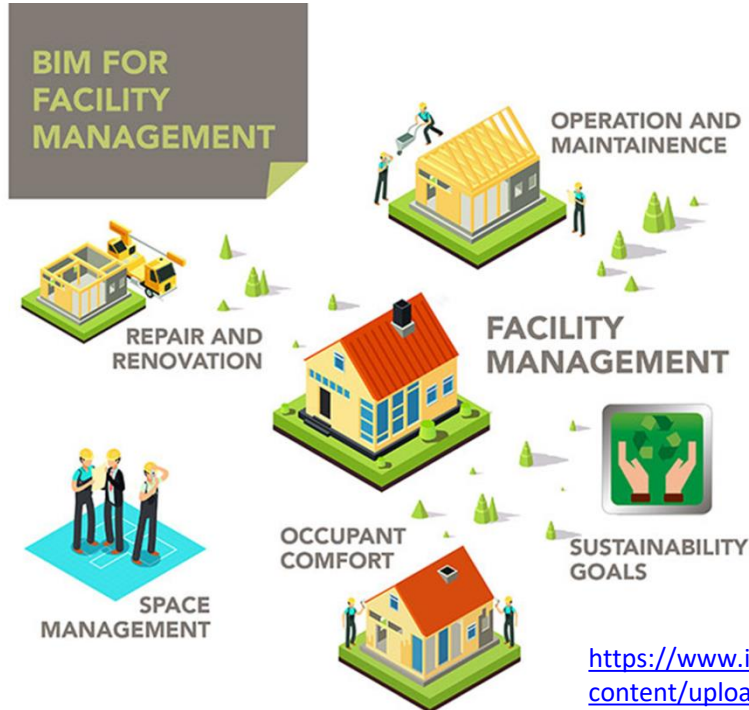 BIM FOR
FACILITY
MANAGEMENT
OPERATION AND
MAINTAINENCE
REPAIR AND
RENOVATION
FACILITY
MANAGEMENT
OCCUPANT
COMFORT
SUSTAINABILITY
GOALS
SPACE
MANAGEMENT
https://www.i
content/uploa